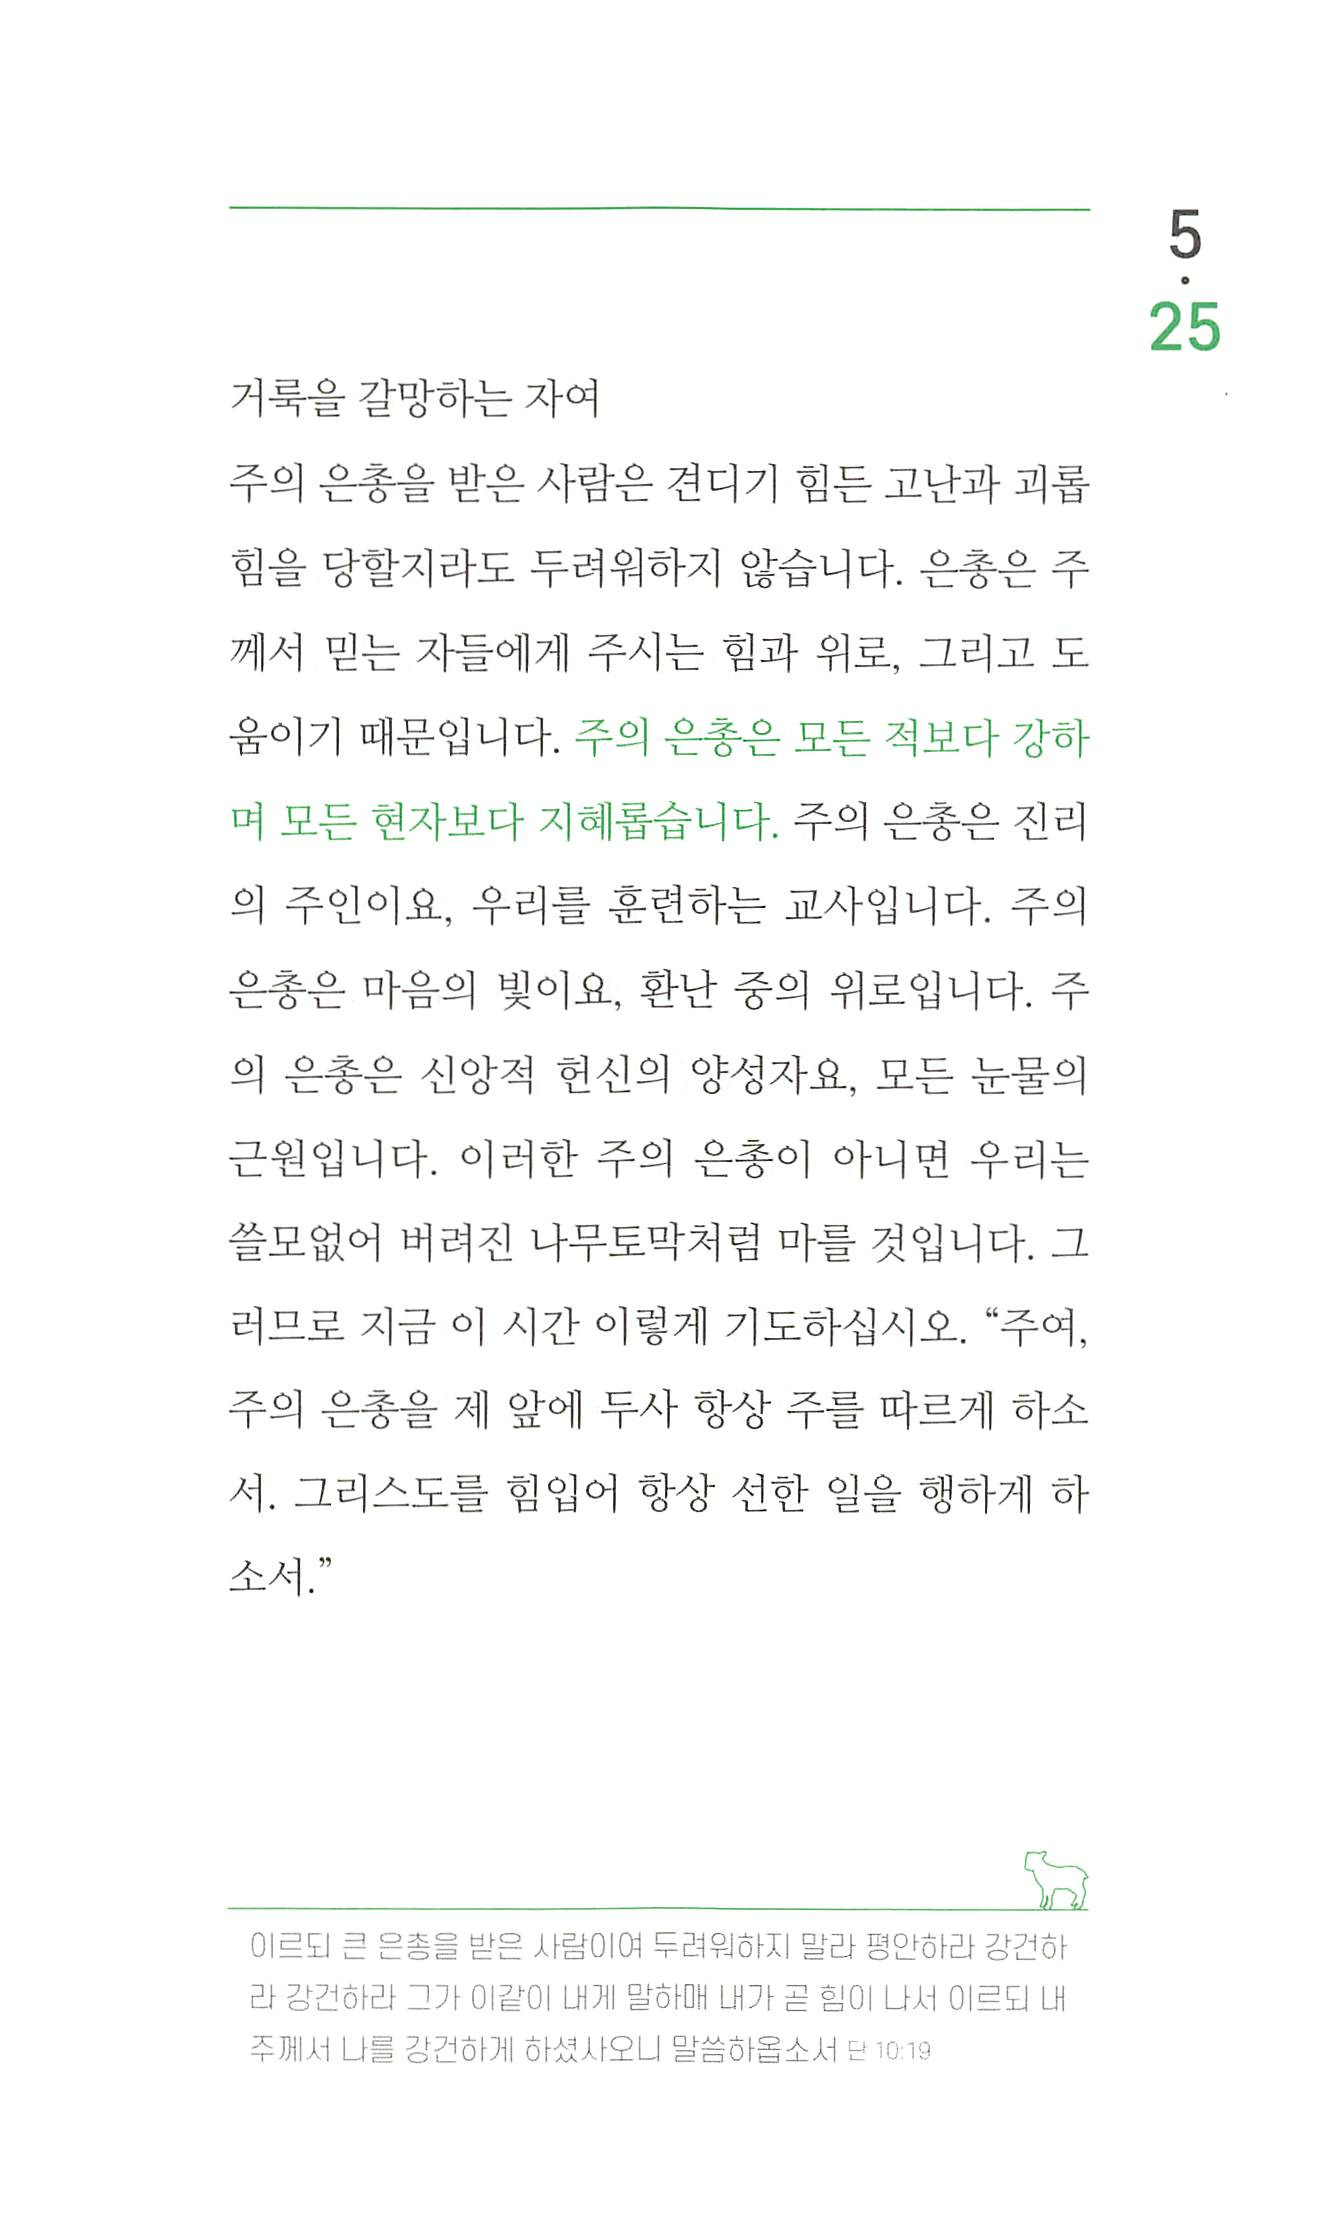 5
·
25
거룩을 갈망하는 자여
주의 은총을 받은 사람은 견디기 힘든 고난과 괴롭
힘을 당할지라도 두려워하지 않습니다. 은총은 주
께서 믿는 자들에게 주시는 힘과 위로, 그리고 도
움이기 때문입니다. 주의 은총은 모든 적보다 강하
며 모든 현자보다 지혜롭습니다. 주의 은총은 진리
의 주인이요, 우리를 훈련하는 교사입니다. 주의
은총은 마음의 빛이요, 환난 중의 위로입니다. 주
의 은총은 신앙적 헌신의 양성자요, 모든 눈물의
근원입니다. 이러한 주의 은총이 아니면 우리는
쓸모없어 버려진 나무토막처럼 마를 것입니다. 그
러므로 지금 이 시간 이렇게 기도하십시오. “주여,
주의 은총을 제 앞에 두사 항상 주를 따르게 하소
서. 그리스도를 힘입어 항상 선한 일을 행하게 하
소서.”
이르되 큰 은총을 받은 사람이여 두려워하지 말라 평안하라 강건하
라 강건하라 그가 이같이 내게 말하매 내가 곧 힘이 나서 이르되 내
주께서 나를 강건하게 하셨사오니 말씀하옵소서 단 10:19